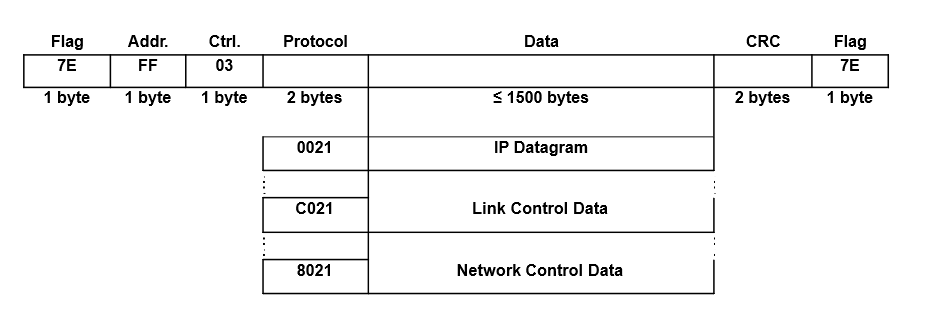 Flag Addr. Ctrl. Protocol Data CRC Flag
7E FF 03 7E
1 byte 1 byte 1 byte 2 bytes ≤ 1500 bytes 2 bytes 1 byte
0021 IP Datagram
C021 Link Control Data
8021 Network Control Data